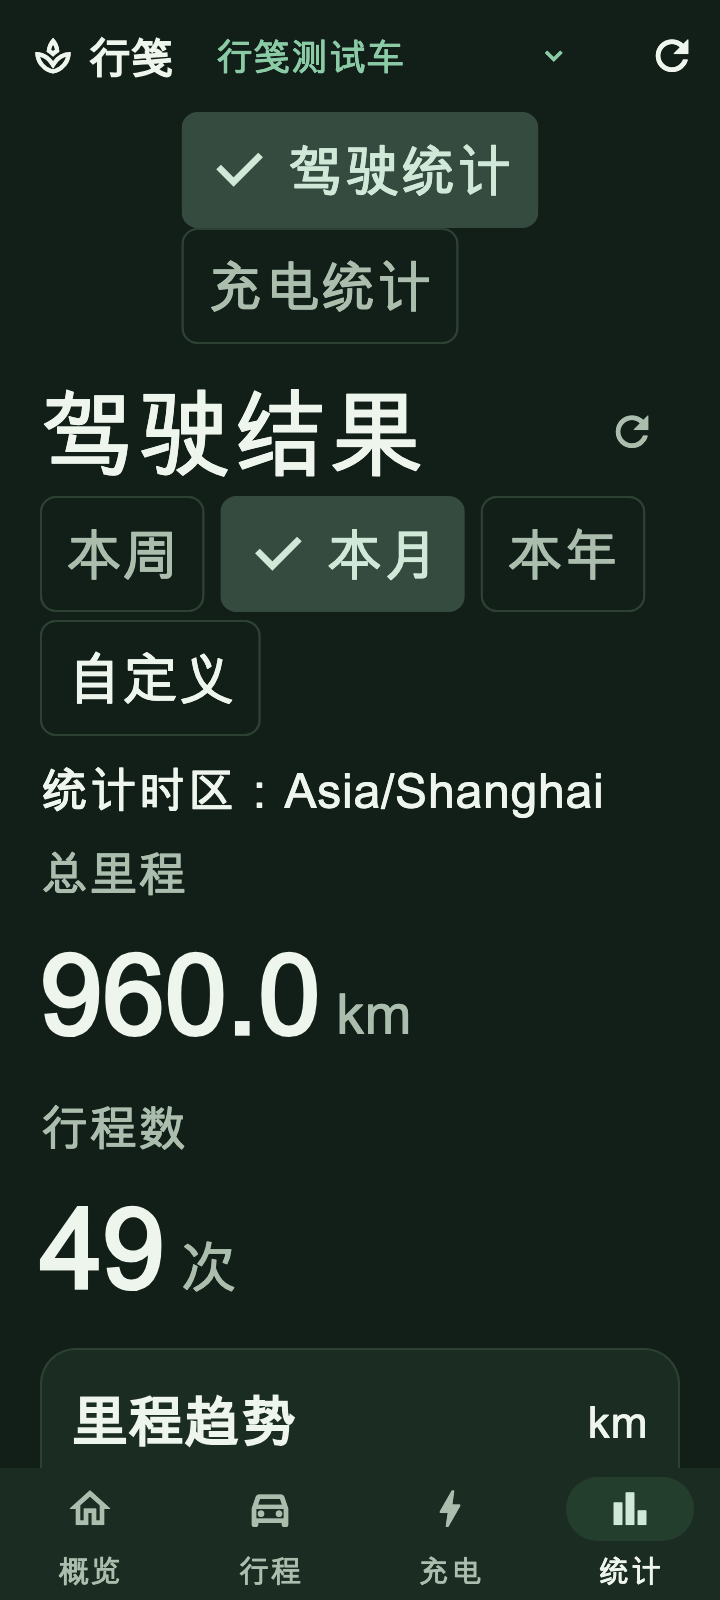 行笺 行笺测试车
驾驶统计
充电统计
驾驶结果
本周 本月 本年
自定义
统计时区：Asia/Shanghai
总里程
960.0 km
行程数
49 次
里程趋势 km
概览 行程 充电 统计